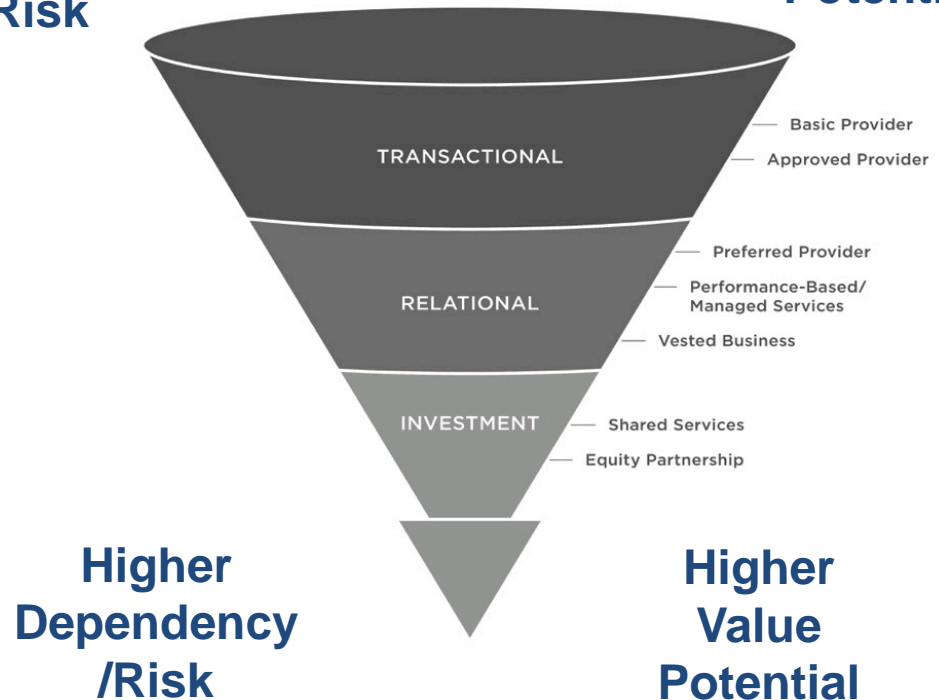 Risk
TRANSACTIONAL
Basic Provider
Approved Provider
RELATIONAL
Preferred Provider
Performance-Based/
Managed Services
Vested Business
INVESTMENT
Shared Services
Equity Partnership
Higher
Dependency
/Risk
Higher
Value
Potential